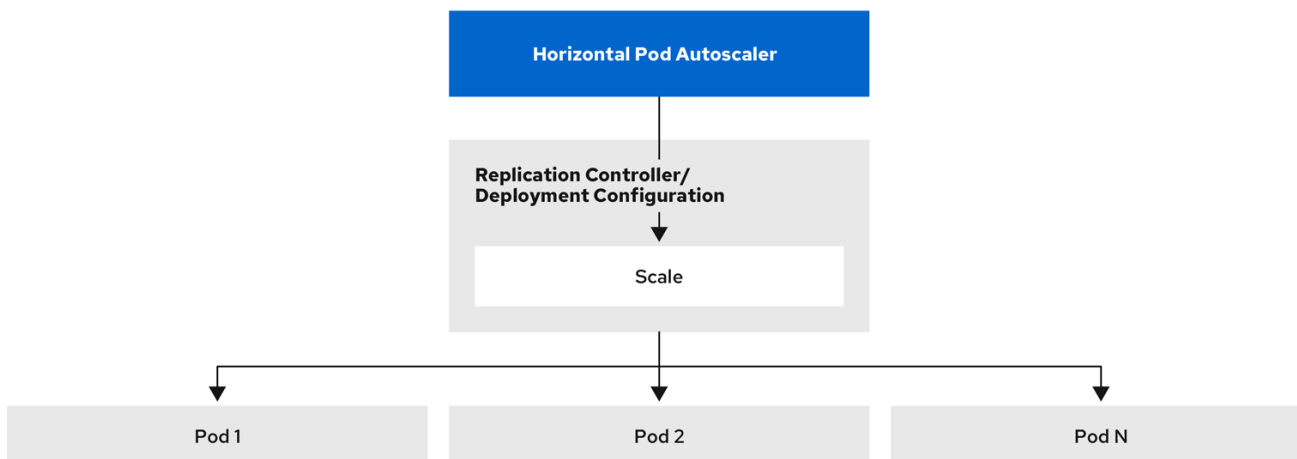 Horizontal Pod Autoscaler
Replication Controller/
Deployment Configuration
Scale
Pod 1
Pod 2
Pod N